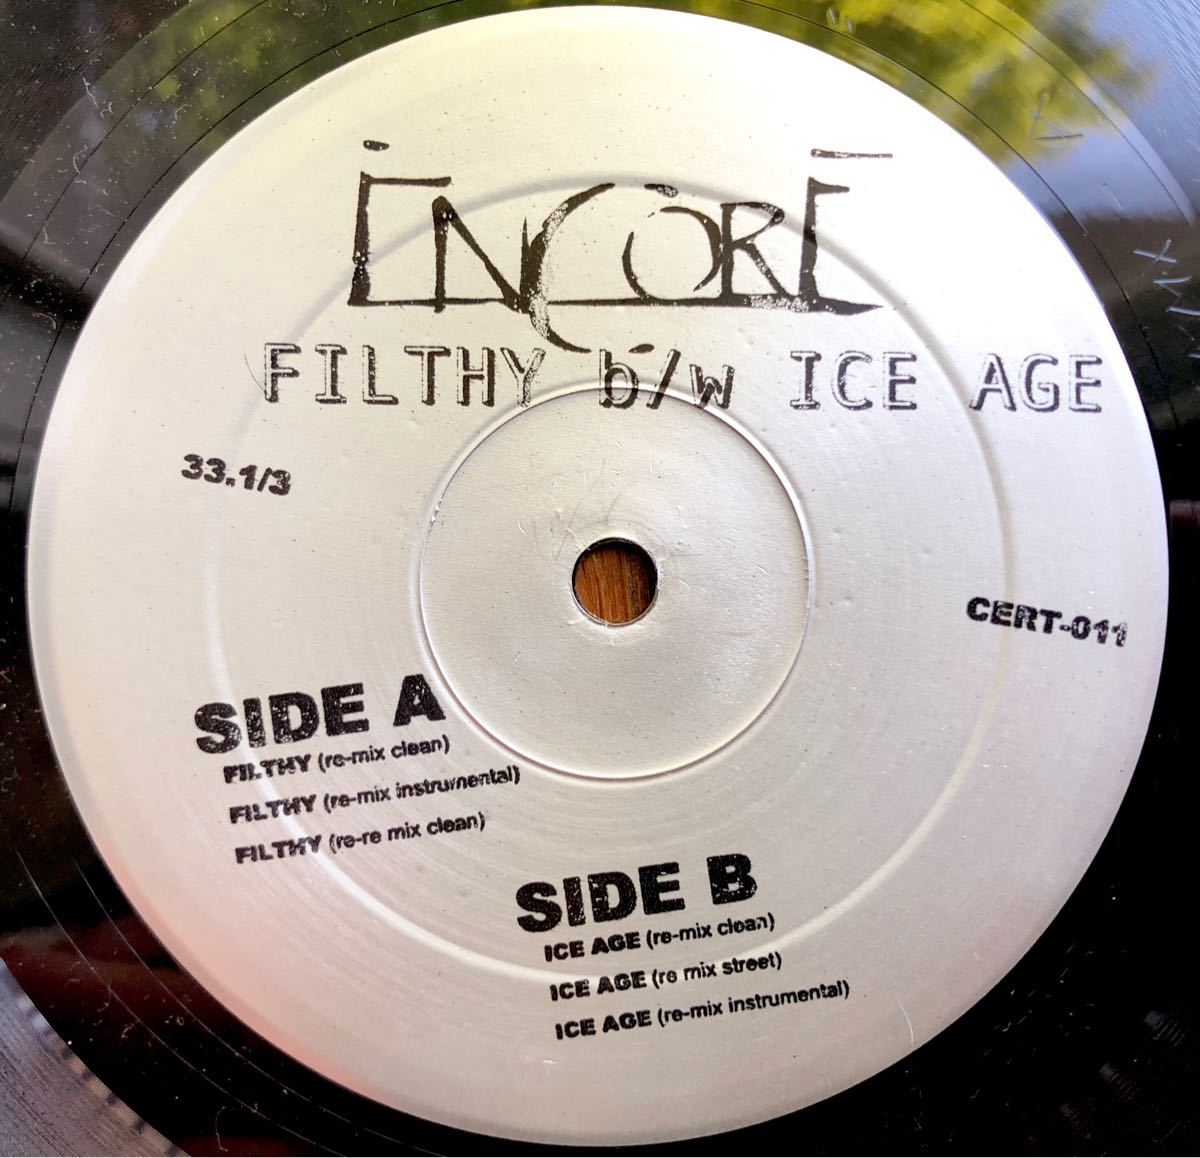 ENCORE
FILTHY b/w ICE AGE
33.1/3
CERT-011
SIDE A
FILTHY (re-mix clean)
FILTHY (re-mix instrumental)
FILTHY (re-re mix clean)
SIDE B
ICE AGE (re-mix clean)
ICE AGE (re mix street)
ICE AGE (re-mix instrumental)